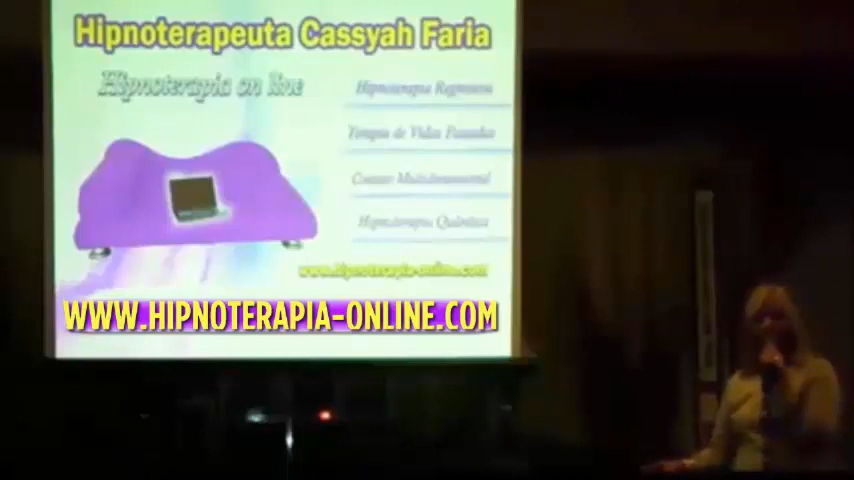 Hipnoterapeuta Cassyah Faria
Hipnoterapia on line
Hipnoterapia Regressiva
Terapia de Vidas Passadas
Contato Multidimensional
Hipnoterapia Quântica
www.hipnoterapia-online.com
WWW.HIPNOTERAPIA-ONLINE.COM